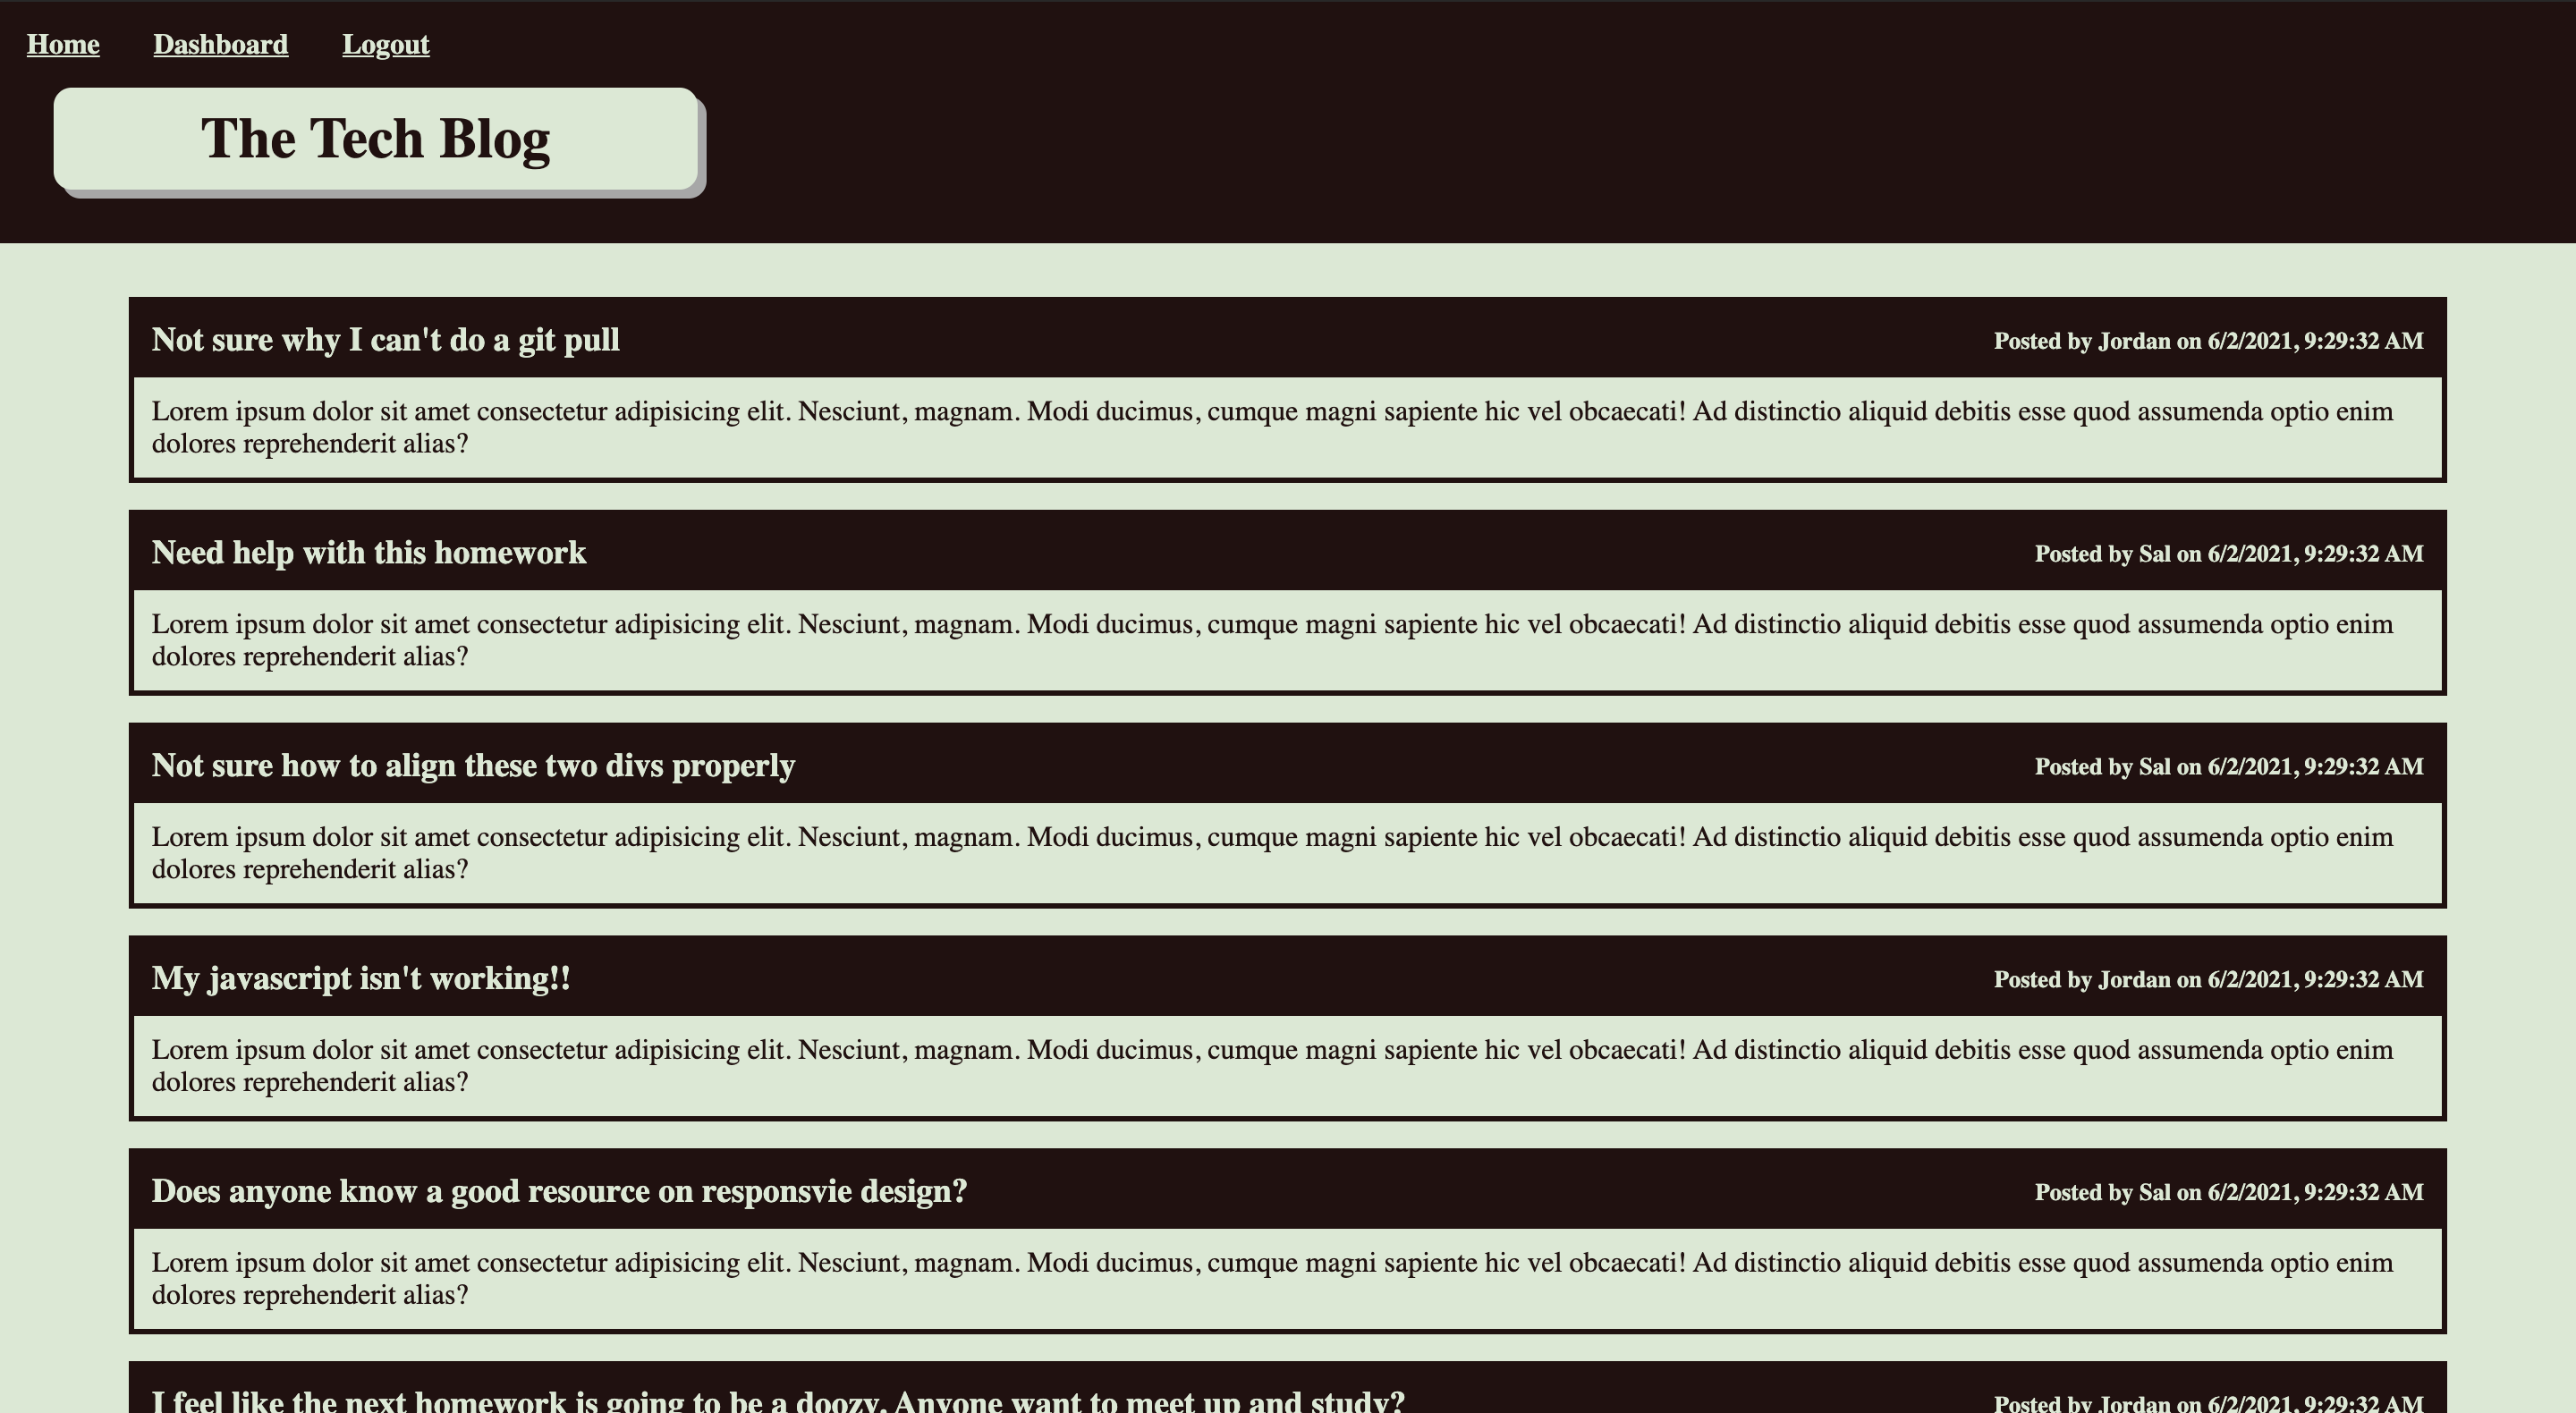 Home Dashboard Logout
The Tech Blog
Not sure why I can't do a git pull Posted by Jordan on 6/2/2021, 9:29:32 AM
Lorem ipsum dolor sit amet consectetur adipisicing elit. Nesciunt, magnam. Modi ducimus, cumque magni sapiente hic vel obcaecati! Ad distinctio aliquid debitis esse quod assumenda optio enim
dolores reprehenderit alias?
Need help with this homework Posted by Sal on 6/2/2021, 9:29:32 AM
Lorem ipsum dolor sit amet consectetur adipisicing elit. Nesciunt, magnam. Modi ducimus, cumque magni sapiente hic vel obcaecati! Ad distinctio aliquid debitis esse quod assumenda optio enim
dolores reprehenderit alias?
Not sure how to align these two divs properly Posted by Sal on 6/2/2021, 9:29:32 AM
Lorem ipsum dolor sit amet consectetur adipisicing elit. Nesciunt, magnam. Modi ducimus, cumque magni sapiente hic vel obcaecati! Ad distinctio aliquid debitis esse quod assumenda optio enim
dolores reprehenderit alias?
My javascript isn't working!! Posted by Jordan on 6/2/2021, 9:29:32 AM
Lorem ipsum dolor sit amet consectetur adipisicing elit. Nesciunt, magnam. Modi ducimus, cumque magni sapiente hic vel obcaecati! Ad distinctio aliquid debitis esse quod assumenda optio enim
dolores reprehenderit alias?
Does anyone know a good resource on responsvie design? Posted by Sal on 6/2/2021, 9:29:32 AM
Lorem ipsum dolor sit amet consectetur adipisicing elit. Nesciunt, magnam. Modi ducimus, cumque magni sapiente hic vel obcaecati! Ad distinctio aliquid debitis esse quod assumenda optio enim
dolores reprehenderit alias?
I feel like the next homework is going to be a doozy. Anyone want to meet up and study? Posted by Jordan on 6/2/2021, 9:29:32 AM